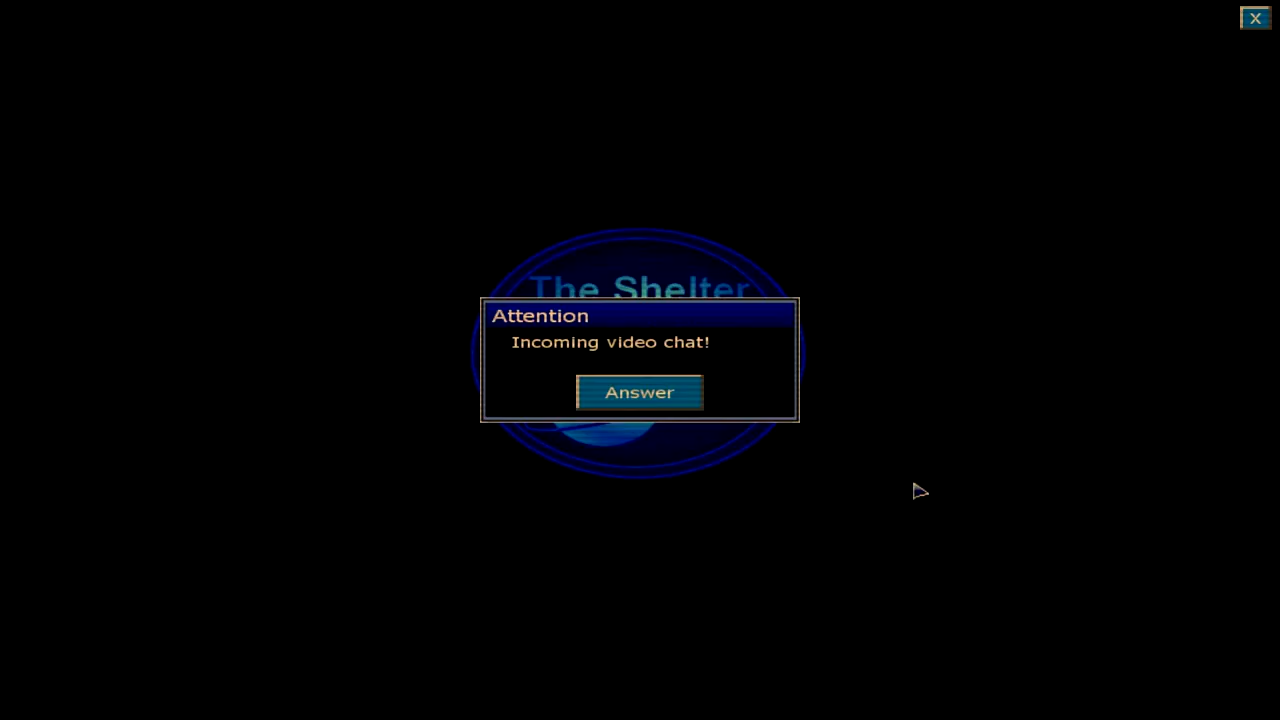 X
The Shelter
Attention
Incoming video chat!
Answer